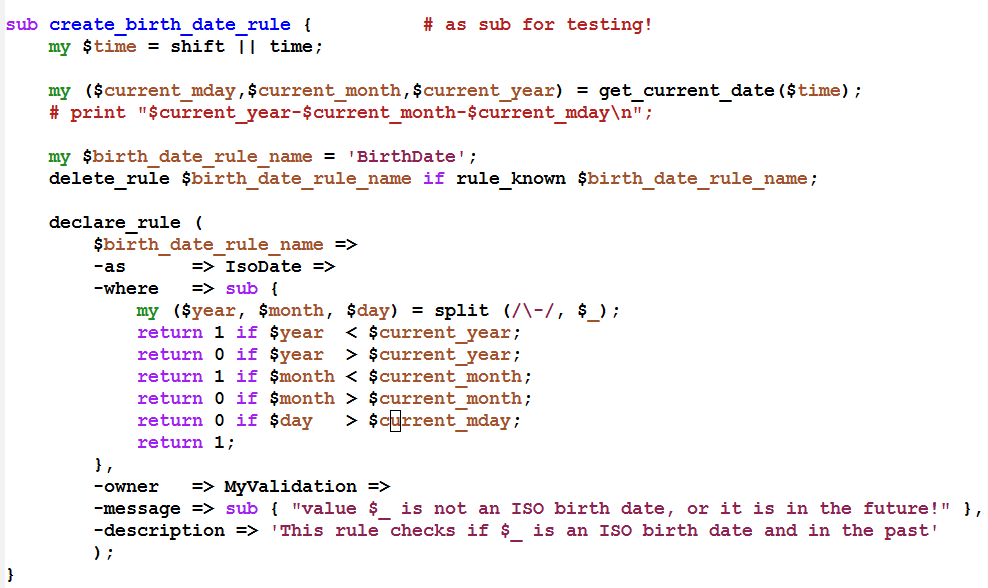 sub create_birth_date_rule {          # as sub for testing!
    my $time = shift || time;

    my ($current_mday,$current_month,$current_year) = get_current_date($time);
    # print "$current_year-$current_month-$current_mday\n";

    my $birth_date_rule_name = 'BirthDate';
    delete_rule $birth_date_rule_name if rule_known $birth_date_rule_name;

    declare_rule (
        $birth_date_rule_name =>
        -as      => IsoDate =>
        -where   => sub {
            my ($year, $month, $day) = split (/\-/, $_);
            return 1 if $year  < $current_year;
            return 0 if $year  > $current_year;
            return 1 if $month < $current_month;
            return 0 if $month > $current_month;
            return 0 if $day   > $current_mday;
            return 1;
        },
        -owner   => MyValidation =>
        -message => sub { "value $_ is not an ISO birth date, or it is in the future!" },
        -description => 'This rule checks if $_ is an ISO birth date and in the past'
        );
}